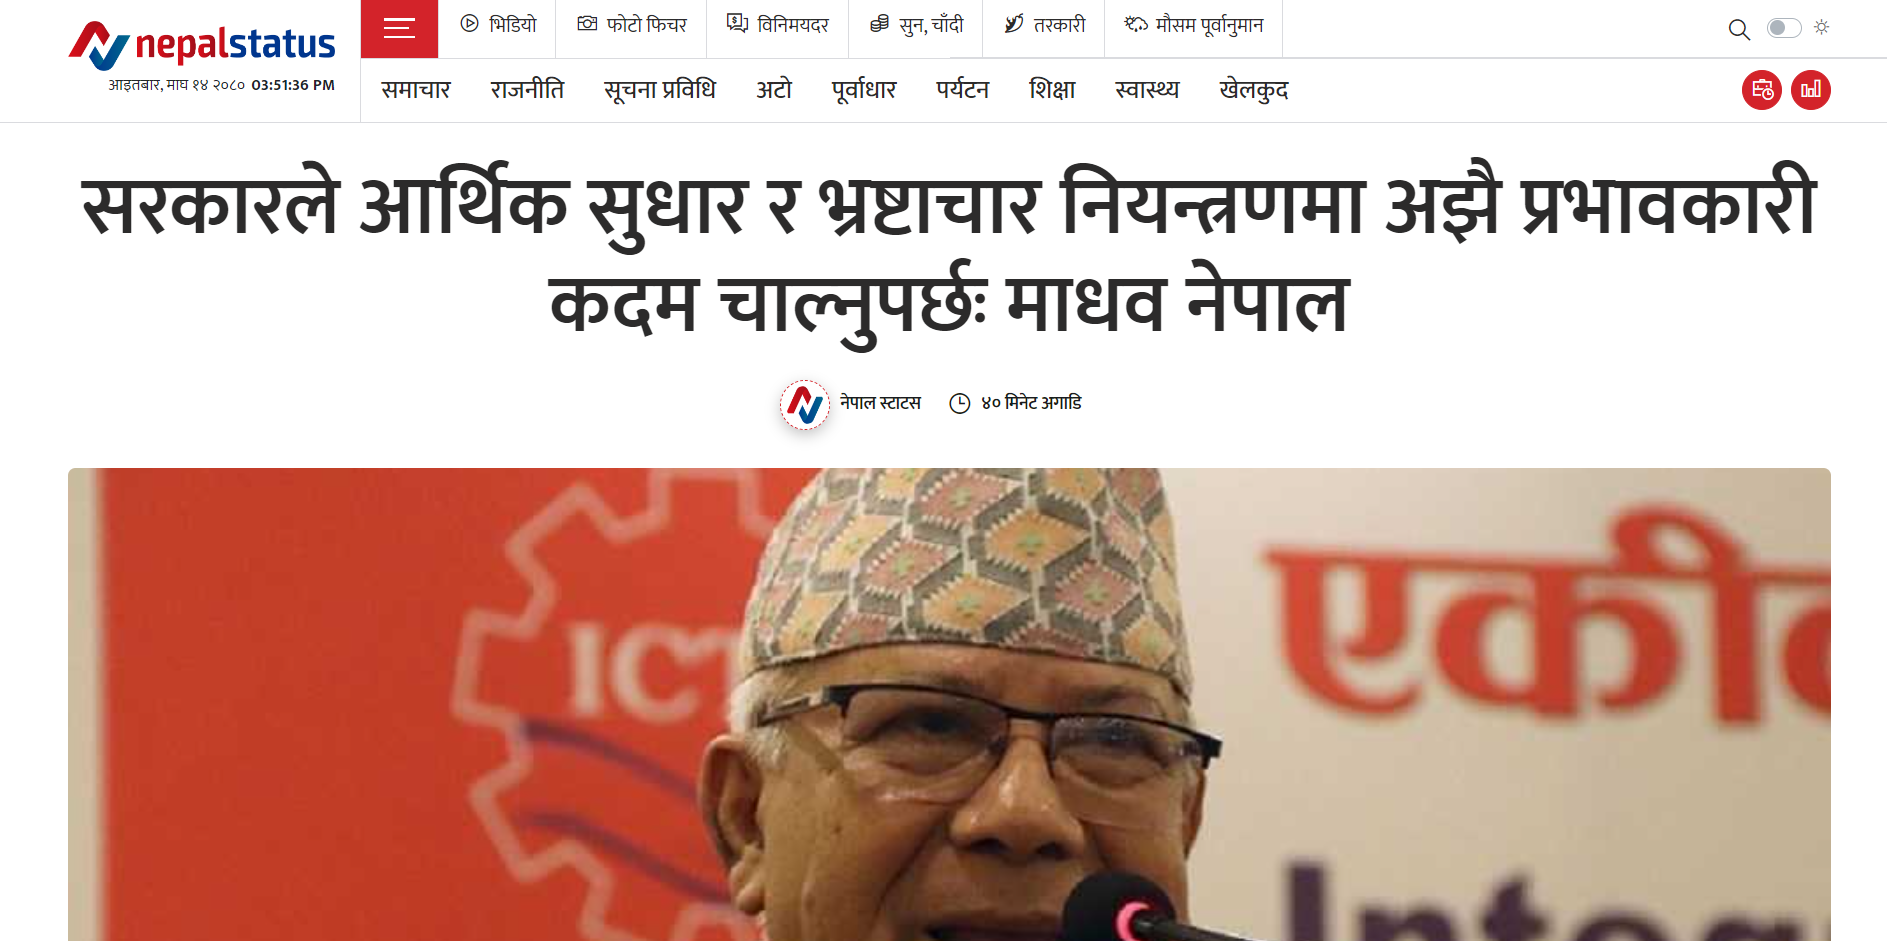 nepalstatus
आइतबार, माघ १४ २०८० 03:51:36 PM
भिडियो फोटो फिचर विनिमयदर सुन, चाँदी तरकारी मौसम पूर्वानुमान
समाचार राजनीति सूचना प्रविधि अटो पूर्वाधार पर्यटन शिक्षा स्वास्थ्य खेलकुद
सरकारले आर्थिक सुधार र भ्रष्टाचार नियन्त्रणमा अझै प्रभावकारी
कदम चाल्नुपर्छः माधव नेपाल
नेपाल स्टाटस ४० मिनेट अगाडि
ICT
एकी
Integ